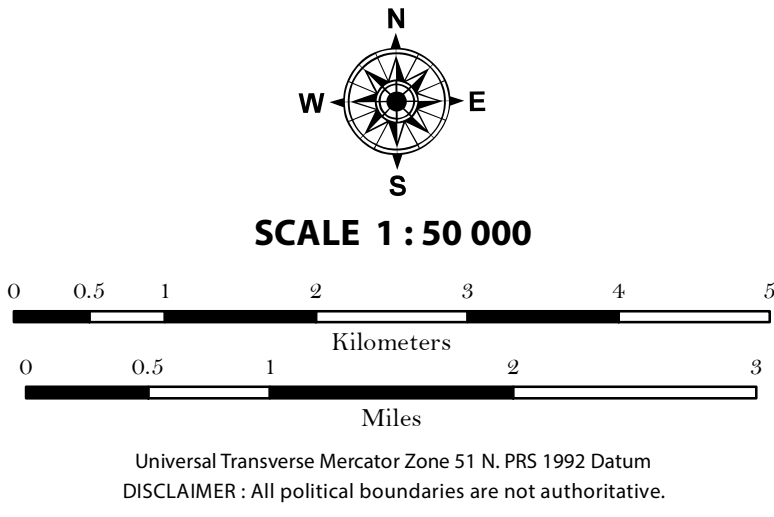 N
W E
S
SCALE 1 : 50 000
0 0.5 1 2 3 4 5
Kilometers
0 0.5 1 2 3
Miles
Universal Transverse Mercator Zone 51 N. PRS 1992 Datum
DISCLAIMER : All political boundaries are not authoritative.